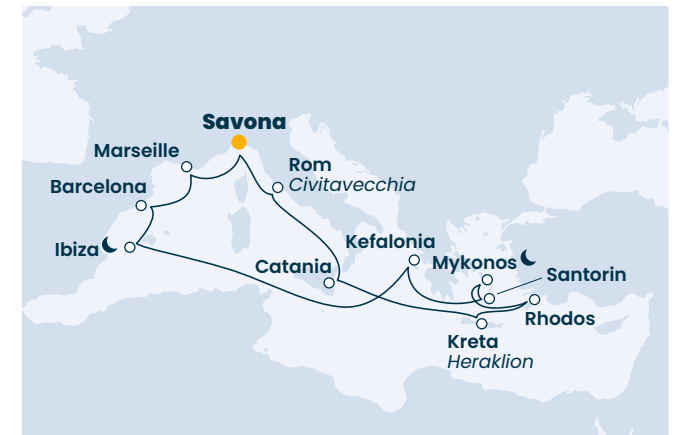 Savona
Marseille
Rom
Civitavecchia
Barcelona
Ibiza
Kefalonia
Catania
Mykonos
Santorin
Rhodos
Kreta
Heraklion